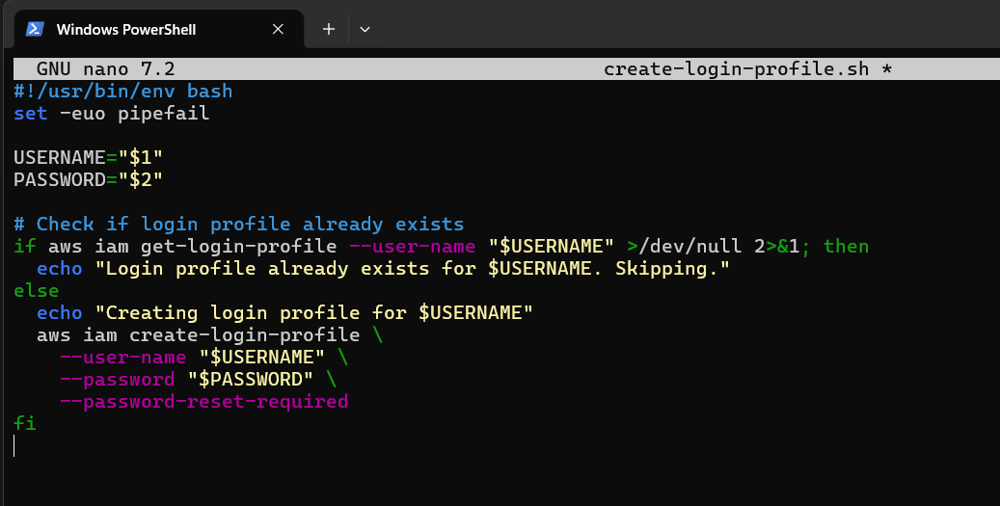 Windows PowerShell
GNU nano 7.2 create-login-profile.sh *
#!/usr/bin/env bash
set -euo pipefail

USERNAME="$1"
PASSWORD="$2"

# Check if login profile already exists
if aws iam get-login-profile --user-name "$USERNAME" >/dev/null 2>&1; then
  echo "Login profile already exists for $USERNAME. Skipping."
else
  echo "Creating login profile for $USERNAME"
  aws iam create-login-profile \
    --user-name "$USERNAME" \
    --password "$PASSWORD" \
    --password-reset-required
fi